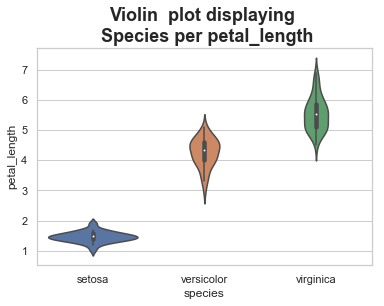 Violin  plot displaying
Species per petal_length
7
6
5
4
3
2
1
petal_length
setosa
versicolor
virginica
species